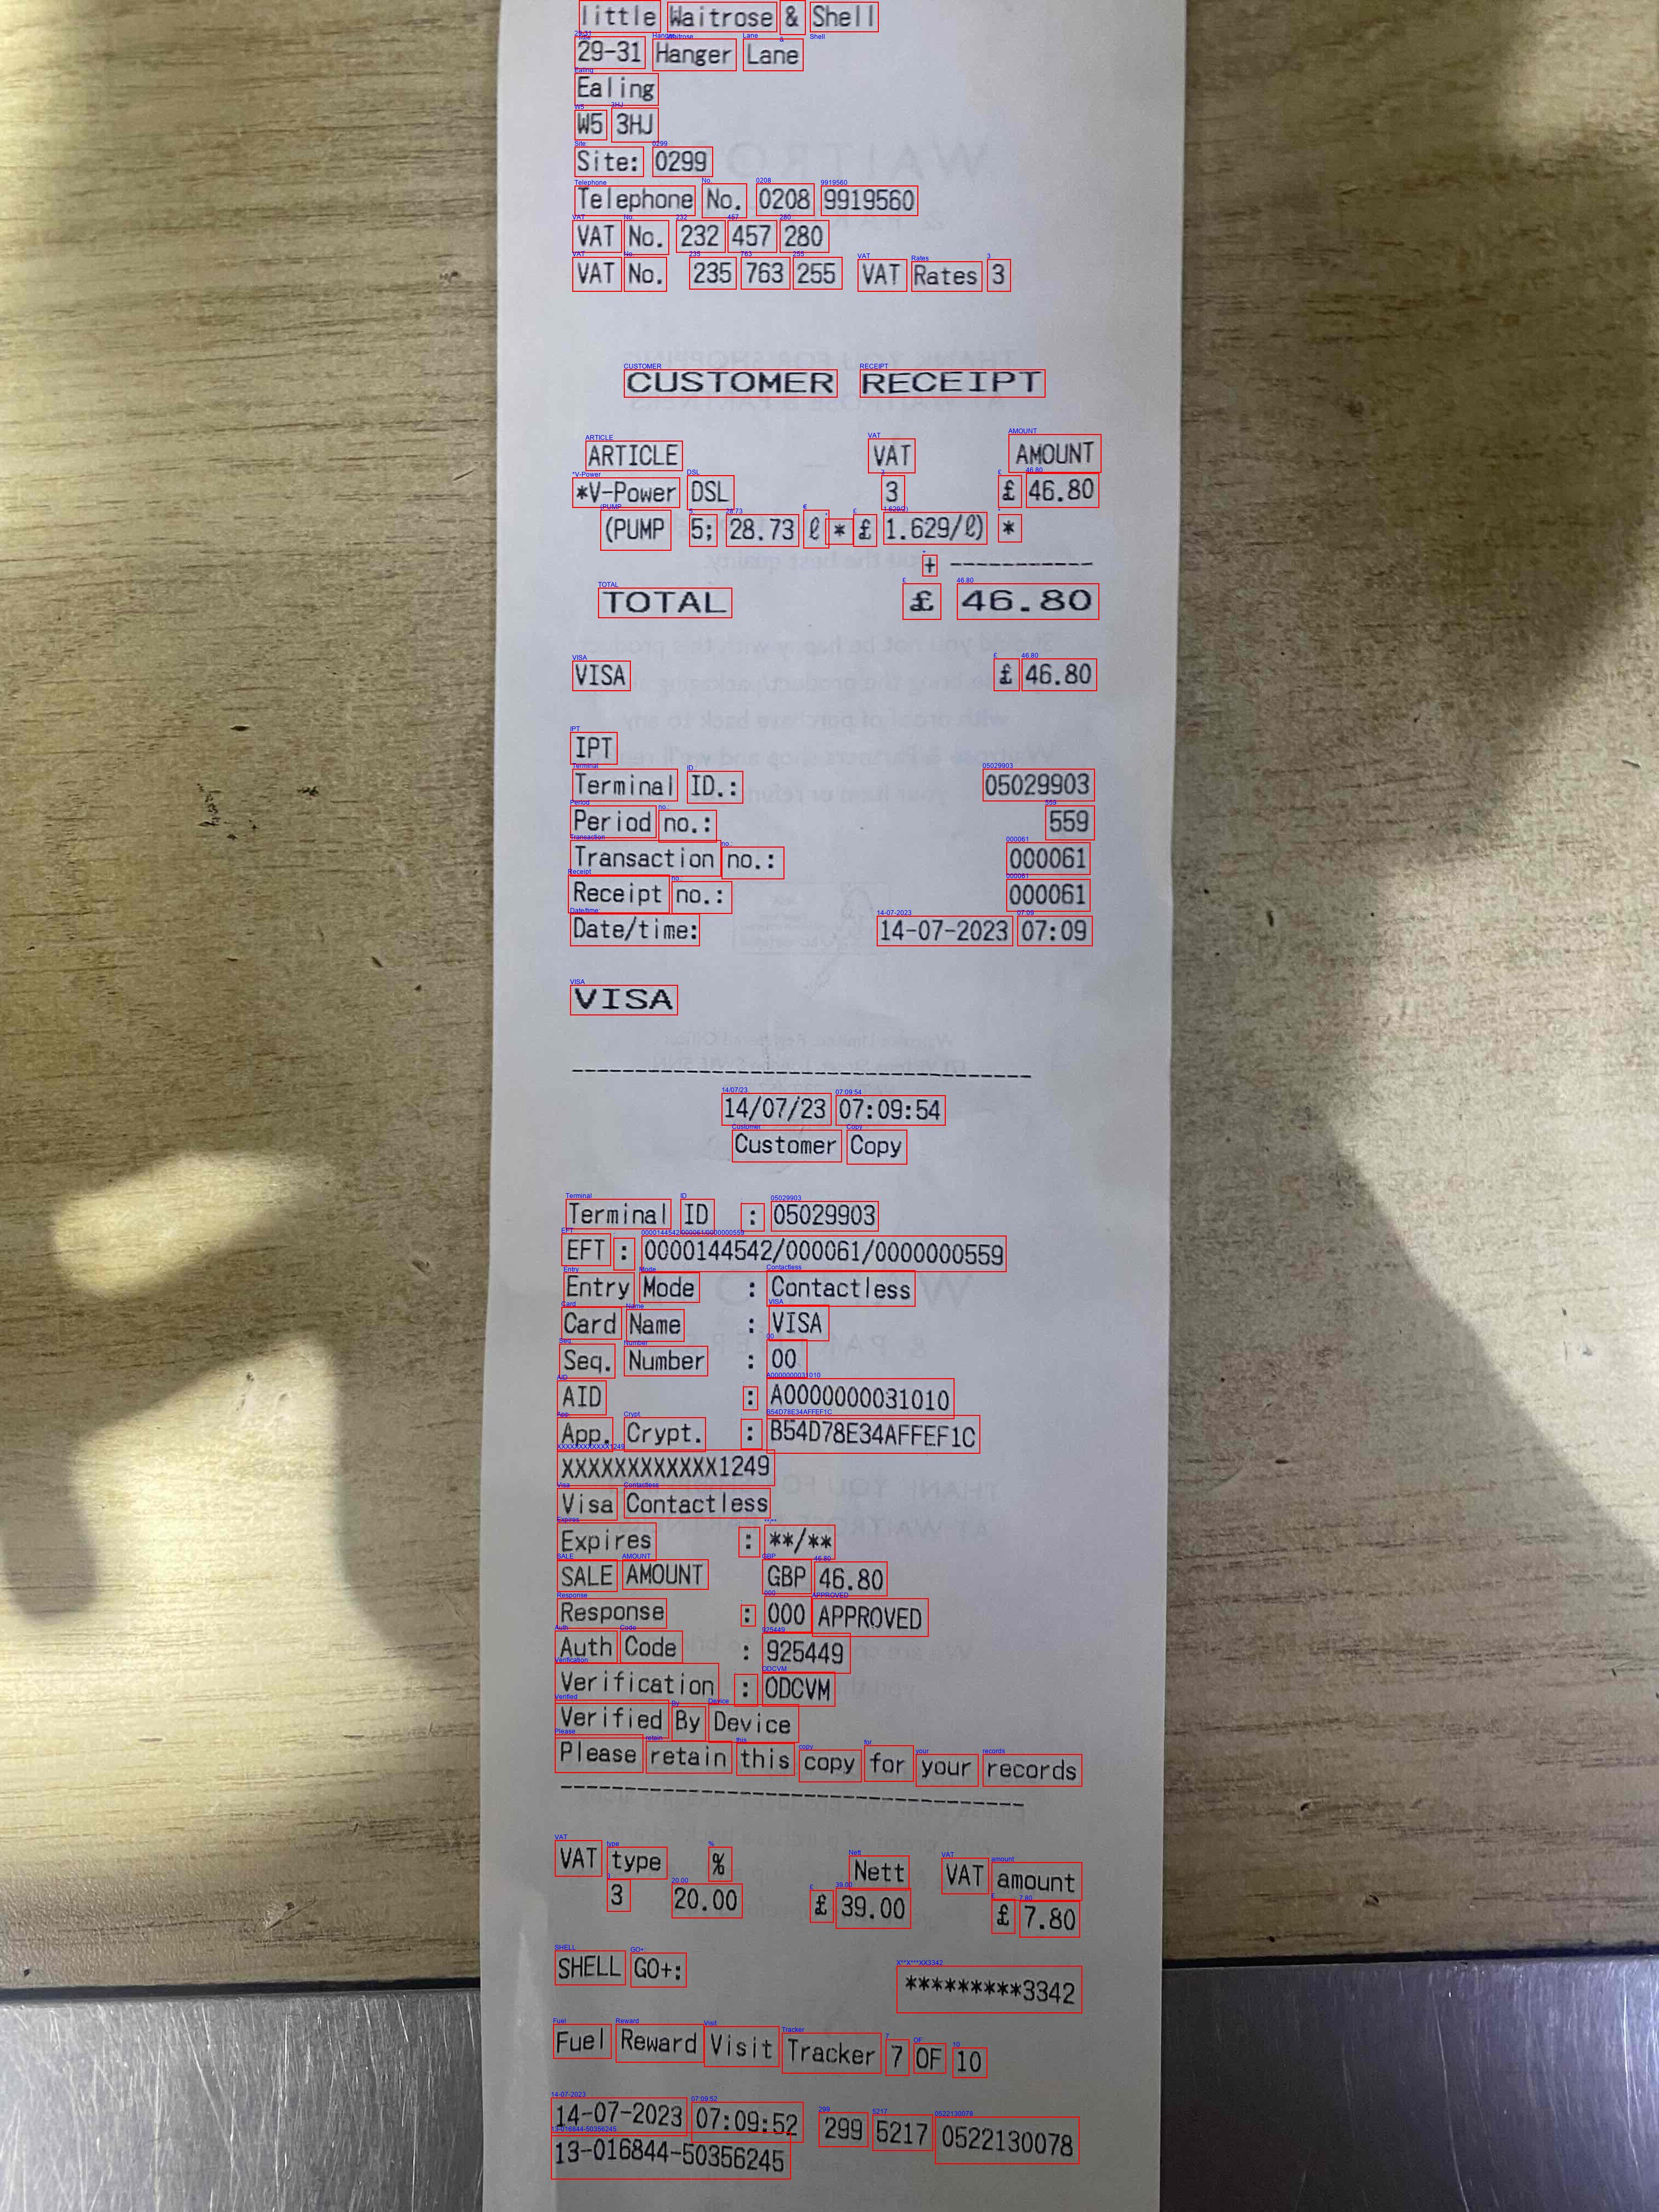 little Waitrose & Shell
29-31 Hanger Lane
Ealing
W5 3HJ
Site: 0299
Telephone No. 0208 9919560
VAT No. 232 457 280
VAT No. 235 763 255 VAT Rates 3
CUSTOMER RECEIPT
ARTICLE VAT AMOUNT
*V-Power DSL 3 £ 46.80
(PUMP 5; 28.73 ℓ * £ 1.629/ℓ) *
+ -----------
TOTAL £ 46.80
VISA £ 46.80
IPT
Terminal ID.: 05029903
Period no.: 559
Transaction no.: 000061
Receipt no.: 000061
Date/time: 14-07-2023 07:09
VISA
14/07/23 07:09:54
Customer Copy
Terminal ID : 05029903
EFT : 0000144542/000061/0000000559
Entry Mode : Contactless
Card Name : VISA
Seq. Number : 00
AID : A0000000031010
App. Crypt. : B54D78E34AFFEF1C
XXXXXXXXXXXX1249
Visa Contactless
Expires : **/**
SALE AMOUNT GBP 46.80
Response : 000 APPROVED
Auth Code : 925449
Verification : ODCVM
Verified By Device
Please retain this copy for your records
VAT type % Nett VAT amount
3 20.00 £ 39.00 £ 7.80
SHELL GO+: *********3342
Fuel Reward Visit Tracker 7 OF 10
14-07-2023 07:09:52 299 5217 0522130078
13-016844-50356245